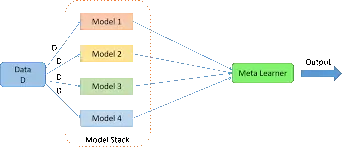 Model 1
D
Model 2
D
Data
D
D
Model 3
D
Model 4
Model Stack
Meta Learner
Output